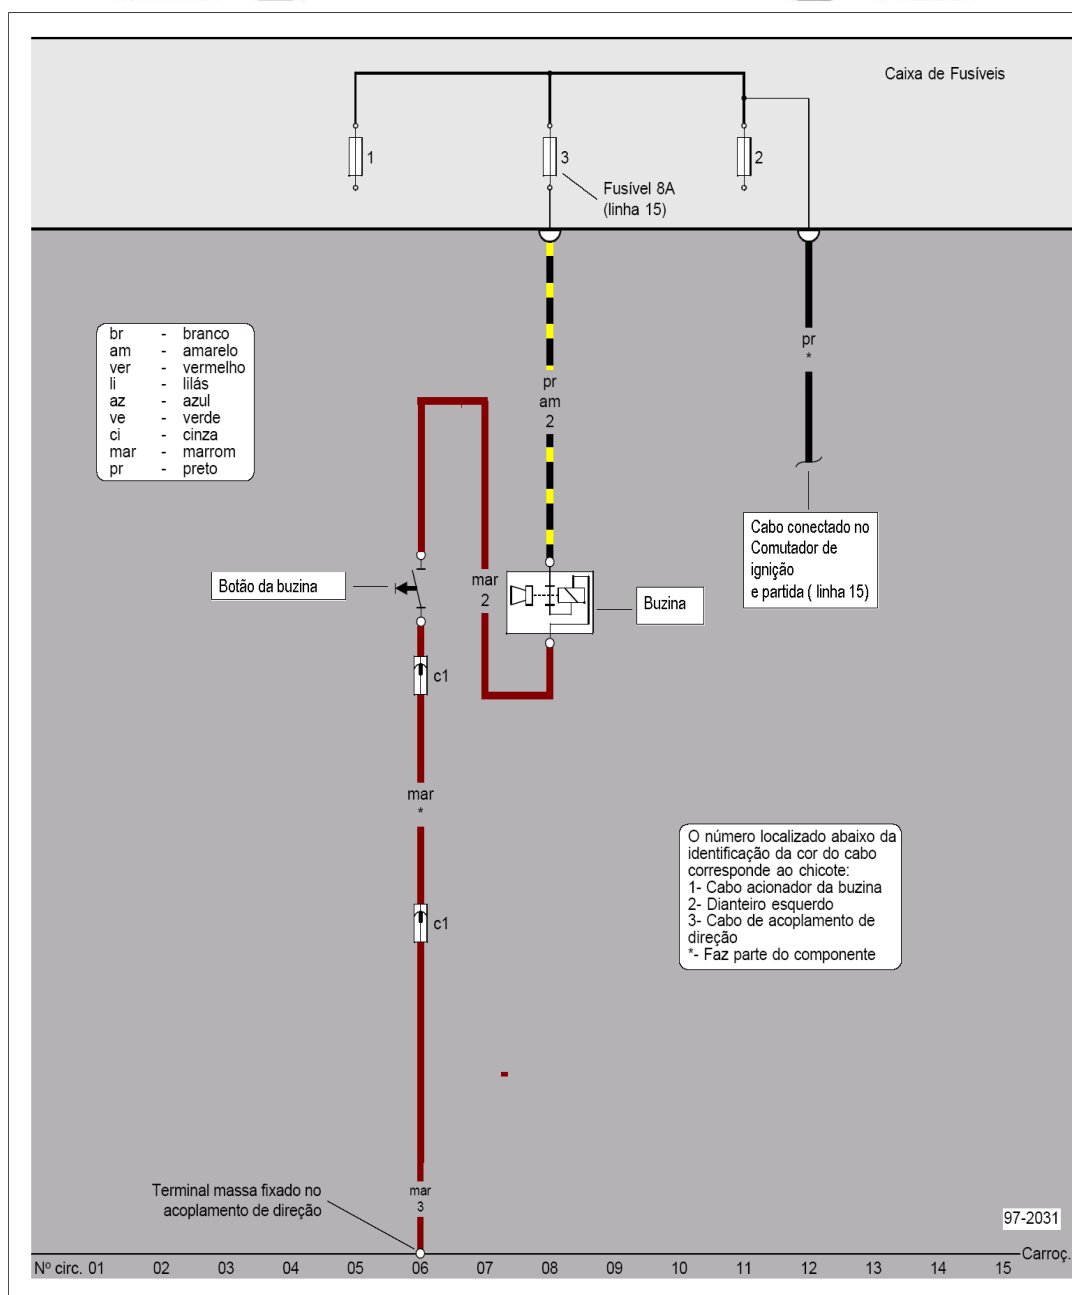 Caixa de Fusíveis
1
3
2
Fusível 8A
(linha 15)
br - branco
am - amarelo
ver - vermelho
li - lilás
az - azul
ve - verde
ci - cinza
mar - marrom
pr - preto
pr
*
pr
am
2
Cabo conectado no
Comutador de
ignição
e partida ( linha 15)
Botão da buzina
mar
2
Buzina
c1
mar
*
O número localizado abaixo da
identificação da cor do cabo
corresponde ao chicote:
1- Cabo acionador da buzina
2- Dianteiro esquerdo
3- Cabo de acoplamento de
direção
*- Faz parte do componente
c1
Terminal massa fixado no
acoplamento de direção
mar
3
97-2031
Carroç.
Nº circ. 01 02 03 04 05 06 07 08 09 10 11 12 13 14 15